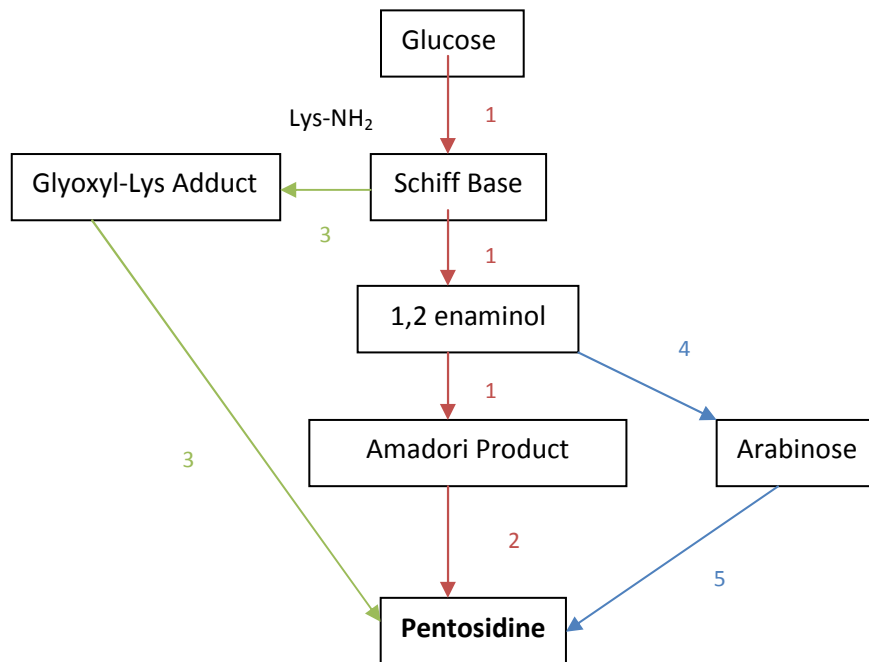 Glucose
1
Lys-NH₂
Glyoxyl-Lys Adduct
Schiff Base
3
1
1,2 enaminol
4
1
Amadori Product
Arabinose
3
2
5
Pentosidine